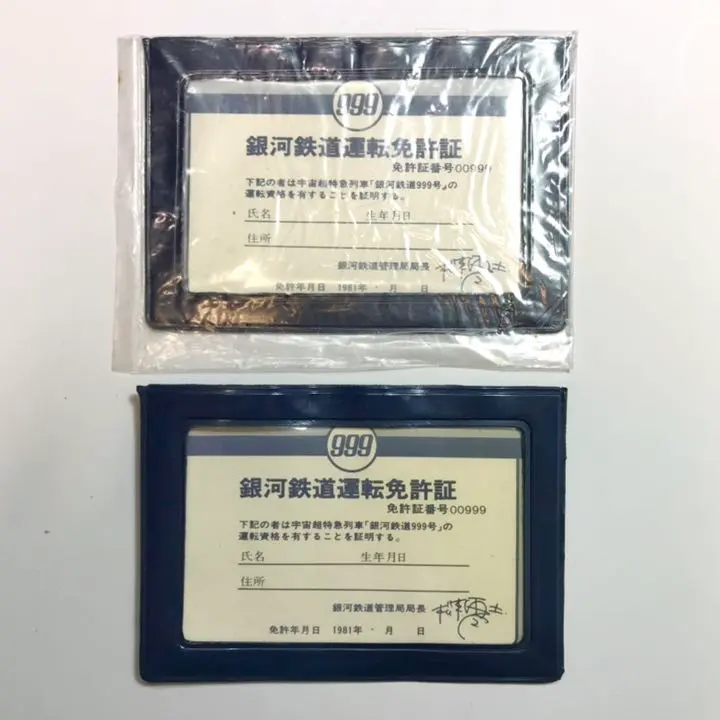 999
銀河鉄道運転免許証
免許証番号00999
下記の者は宇宙超特急列車「銀河鉄道999号」の
運転資格を有することを証明する。
氏名 生年月日
住所
銀河鉄道管理局局長
免許年月日 1981年・月 日
999
銀河鉄道運転免許証
免許証番号00999
下記の者は宇宙超特急列車「銀河鉄道999号」の
運転資格を有することを証明する。
氏名 生年月日
住所
銀河鉄道管理局局長 松本零士
免許年月日 1981年・月 日